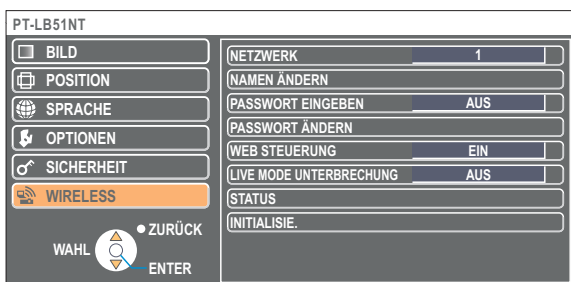 PT-LB51NT
BILD
POSITION
SPRACHE
OPTIONEN
SICHERHEIT
WIRELESS
ZURÜCK
WAHL
ENTER
NETZWERK 1
NAMEN ÄNDERN
PASSWORT EINGEBEN AUS
PASSWORT ÄNDERN
WEB STEUERUNG EIN
LIVE MODE UNTERBRECHUNG AUS
STATUS
INITIALISIE.